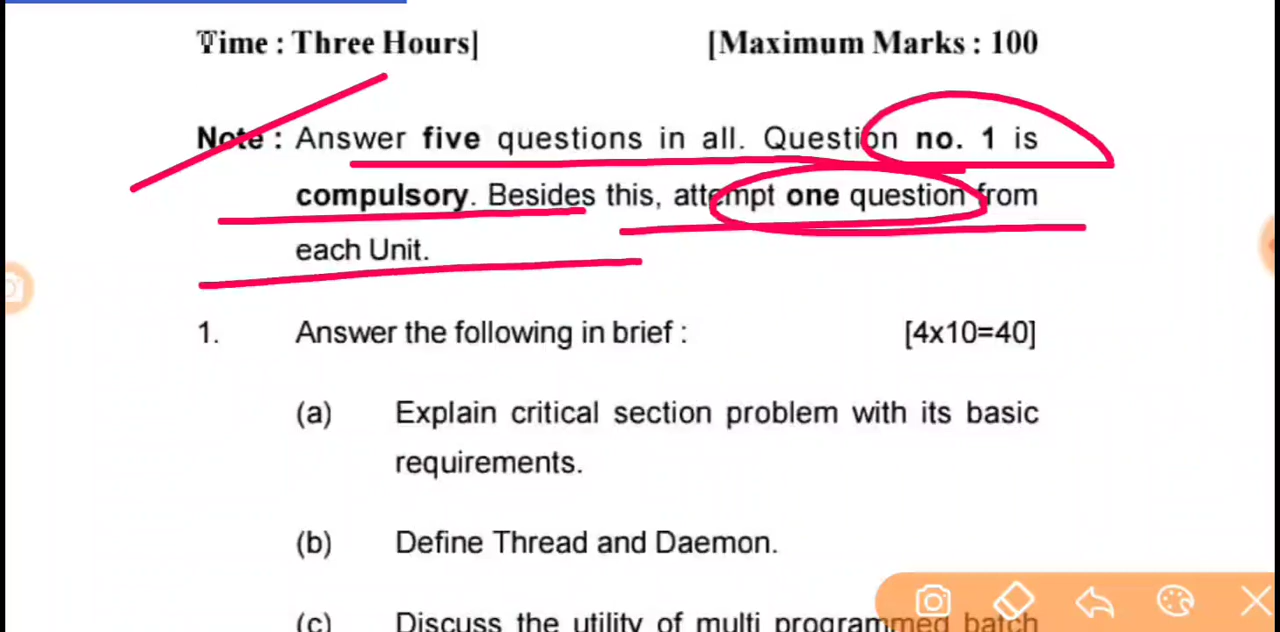 Time : Three Hours]
[Maximum Marks : 100
Note : Answer five questions in all. Question no. 1 is
compulsory. Besides this, attempt one question from
each Unit.
1. Answer the following in brief : [4x10=40]
(a) Explain critical section problem with its basic
requirements.
(b) Define Thread and Daemon.
(c) Discuss the utility of multi programmed batch